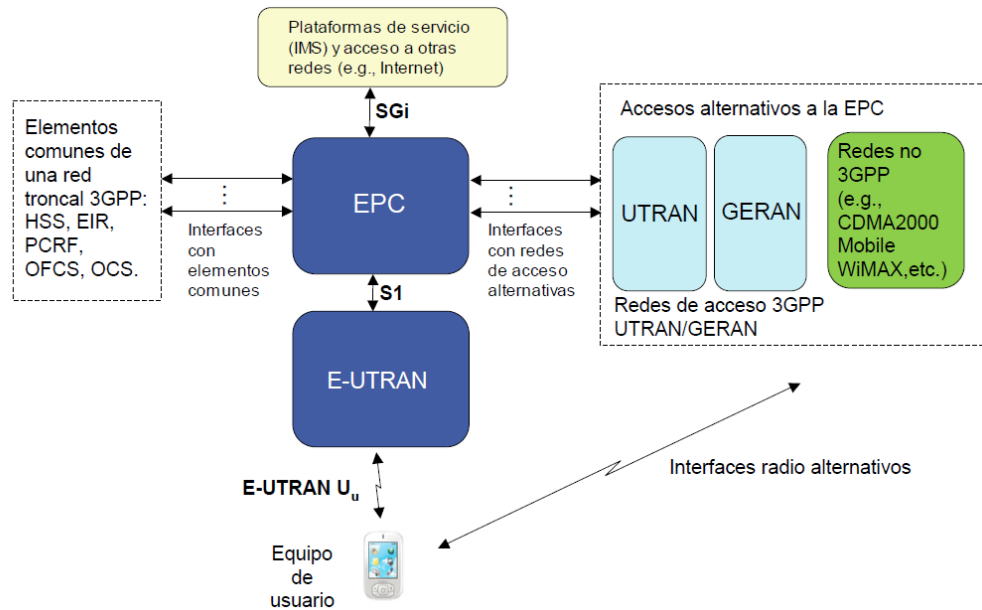 Plataformas de servicio
(IMS) y acceso a otras
redes (e.g., Internet)
SGi
Elementos
comunes de
una red
troncal 3GPP:
HSS, EIR,
PCRF,
OFCS, OCS.
Interfaces
con
elementos
comunes
EPC
Interfaces
con redes
de acceso
alternativas
Accesos alternativos a la EPC
UTRAN
GERAN
Redes no
3GPP
(e.g.,
CDMA2000
Mobile
WiMAX,etc.)
Redes de acceso 3GPP
UTRAN/GERAN
S1
E-UTRAN
E-UTRAN Uu
Interfaces radio alternativos
Equipo
de
usuario